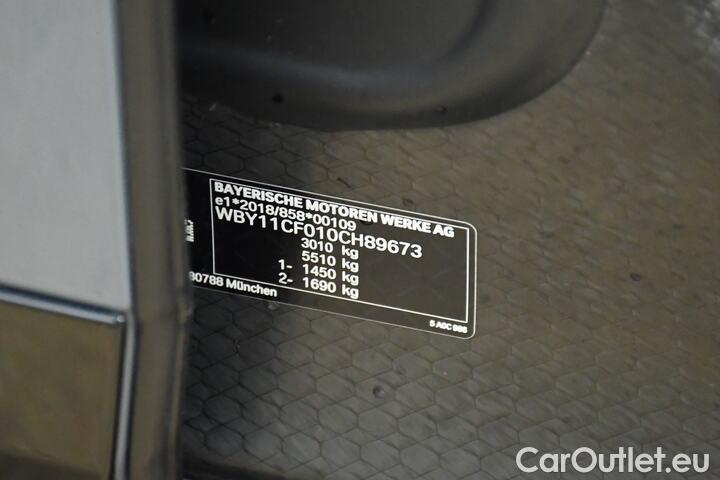 BAYERISCHE MOTOREN WERKE AG
e1*2018/858*00109
WBY11CF010CH89673
3010 kg
5510 kg
1- 1450 kg
2- 1690 kg
80788 München
CarOutlet.eu